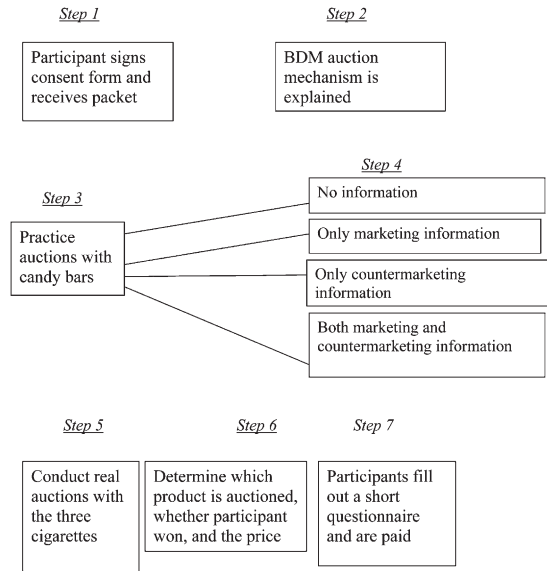 Step 1
Step 2
Participant signs
consent form and
receives packet
BDM auction
mechanism is
explained
Step 3
Step 4
Practice
auctions with
candy bars
No information
Only marketing information
Only countermarketing
information
Both marketing and
countermarketing information
Step 5
Step 6
Step 7
Conduct real
auctions with
the three
cigarettes
Determine which
product is auctioned,
whether participant
won, and the price
Participants fill
out a short
questionnaire
and are paid